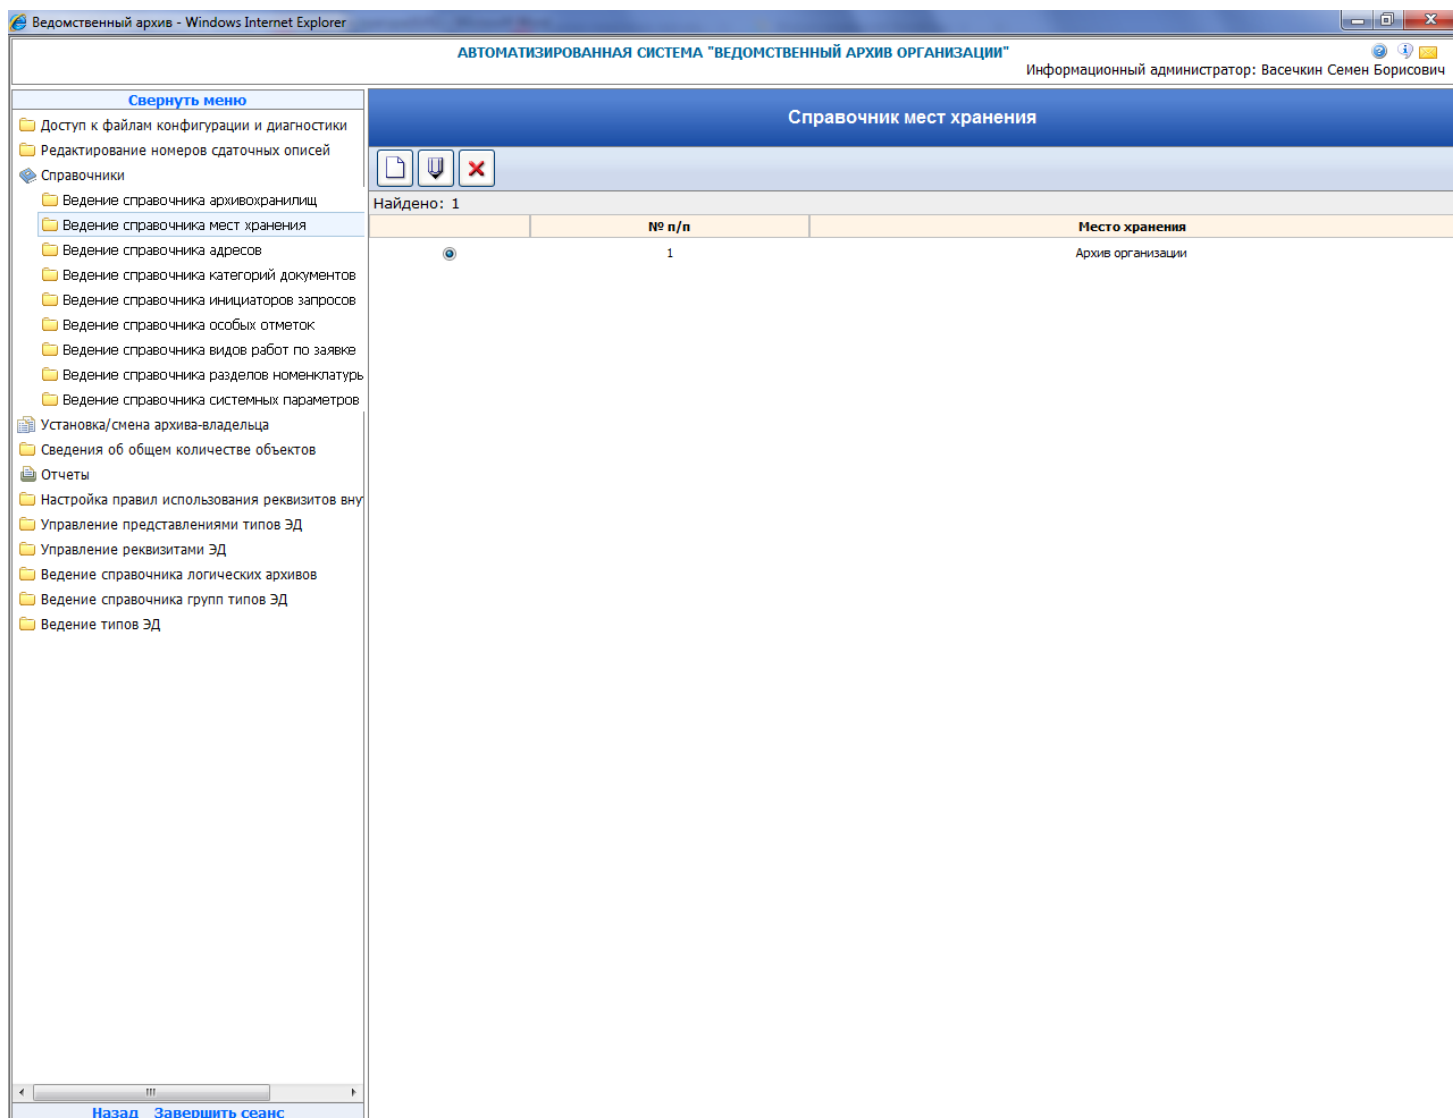 Ведомственный архив - Windows Internet Explorer
АВТОМАТИЗИРОВАННАЯ СИСТЕМА "ВЕДОМСТВЕННЫЙ АРХИВ ОРГАНИЗАЦИИ"
Информационный администратор: Васечкин Семен Борисович
Свернуть меню
Доступ к файлам конфигурации и диагностики
Редактирование номеров сдаточных описей
Справочники
Ведение справочника архивохранилищ
Ведение справочника мест хранения
Ведение справочника адресов
Ведение справочника категорий документов
Ведение справочника инициаторов запросов
Ведение справочника особых отметок
Ведение справочника видов работ по заявке
Ведение справочника разделов номенклатурь
Ведение справочника системных параметров
Установка/смена архива-владельца
Сведения об общем количестве объектов
Отчеты
Настройка правил использования реквизитов вну
Управление представлениями типов ЭД
Управление реквизитами ЭД
Ведение справочника логических архивов
Ведение справочника групп типов ЭД
Ведение типов ЭД
Назад Завершить сеанс
Справочник мест хранения
Найдено: 1
№ п/п Место хранения
1 Архив организации